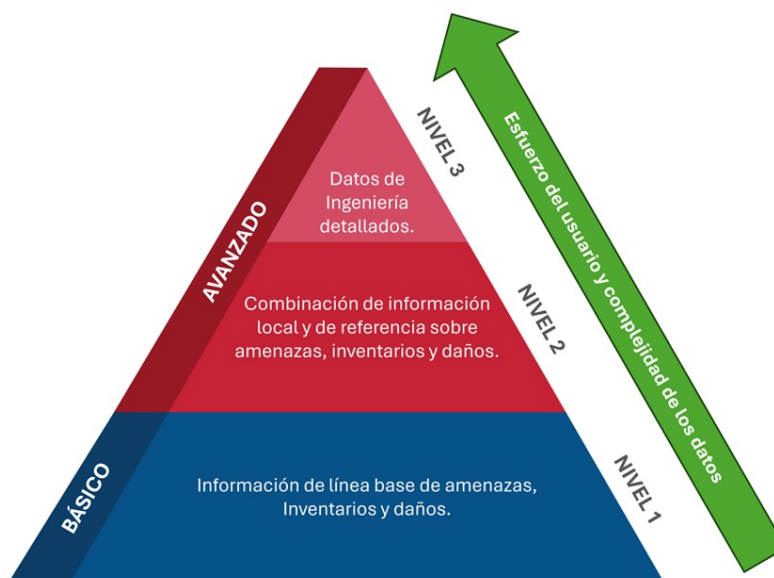 NIVEL 3
Esfuerzo del usuario y complejidad de los datos
Datos de
Ingeniería
detallados.
AVANZADO
NIVEL 2
Combinación de información
local y de referencia sobre
amenazas, inventarios y daños.
NIVEL 1
BÁSICO
Información de línea base de amenazas,
Inventarios y daños.